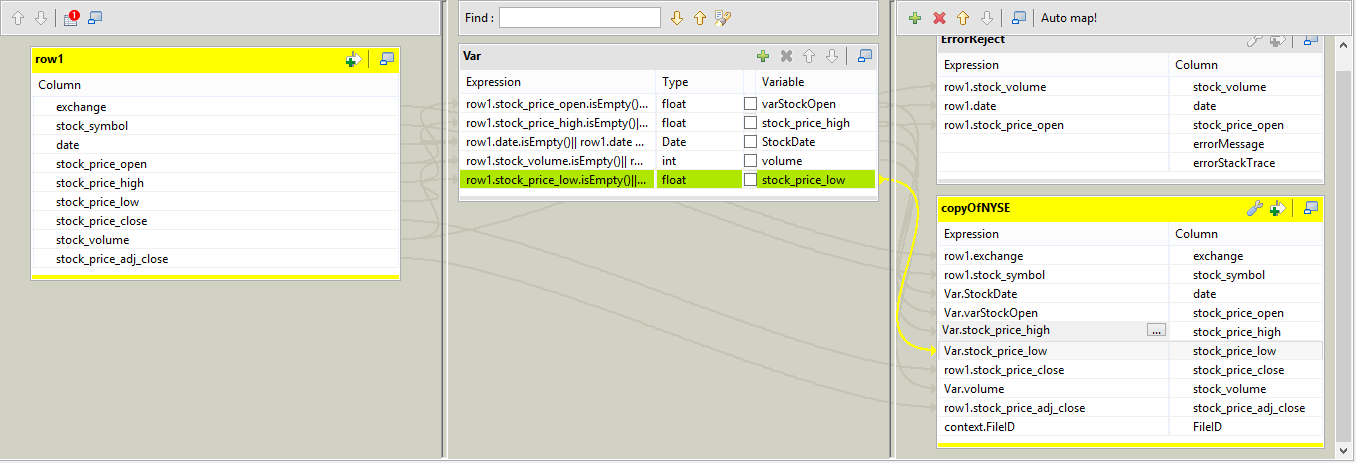 1
row1
Column
exchange
stock_symbol
date
stock_price_open
stock_price_high
stock_price_low
stock_price_close
stock_volume
stock_price_adj_close
Find :
Var
Expression Type Variable
row1.stock_price_open.isEmpty()... float varStockOpen
row1.stock_price_high.isEmpty()|... float stock_price_high
row1.date.isEmpty()|| row1.date ... Date StockDate
row1.stock_volume.isEmpty()|| r... int volume
row1.stock_price_low.isEmpty()||... float stock_price_low
Auto map!
ErrorReject
Expression Column
row1.stock_volume stock_volume
row1.date date
row1.stock_price_open stock_price_open
errorMessage
errorStackTrace
copyOfNYSE
Expression Column
row1.exchange exchange
row1.stock_symbol stock_symbol
Var.StockDate date
Var.varStockOpen stock_price_open
Var.stock_price_high ... stock_price_high
Var.stock_price_low stock_price_low
row1.stock_price_close stock_price_close
Var.volume stock_volume
row1.stock_price_adj_close stock_price_adj_close
context.FileID FileID